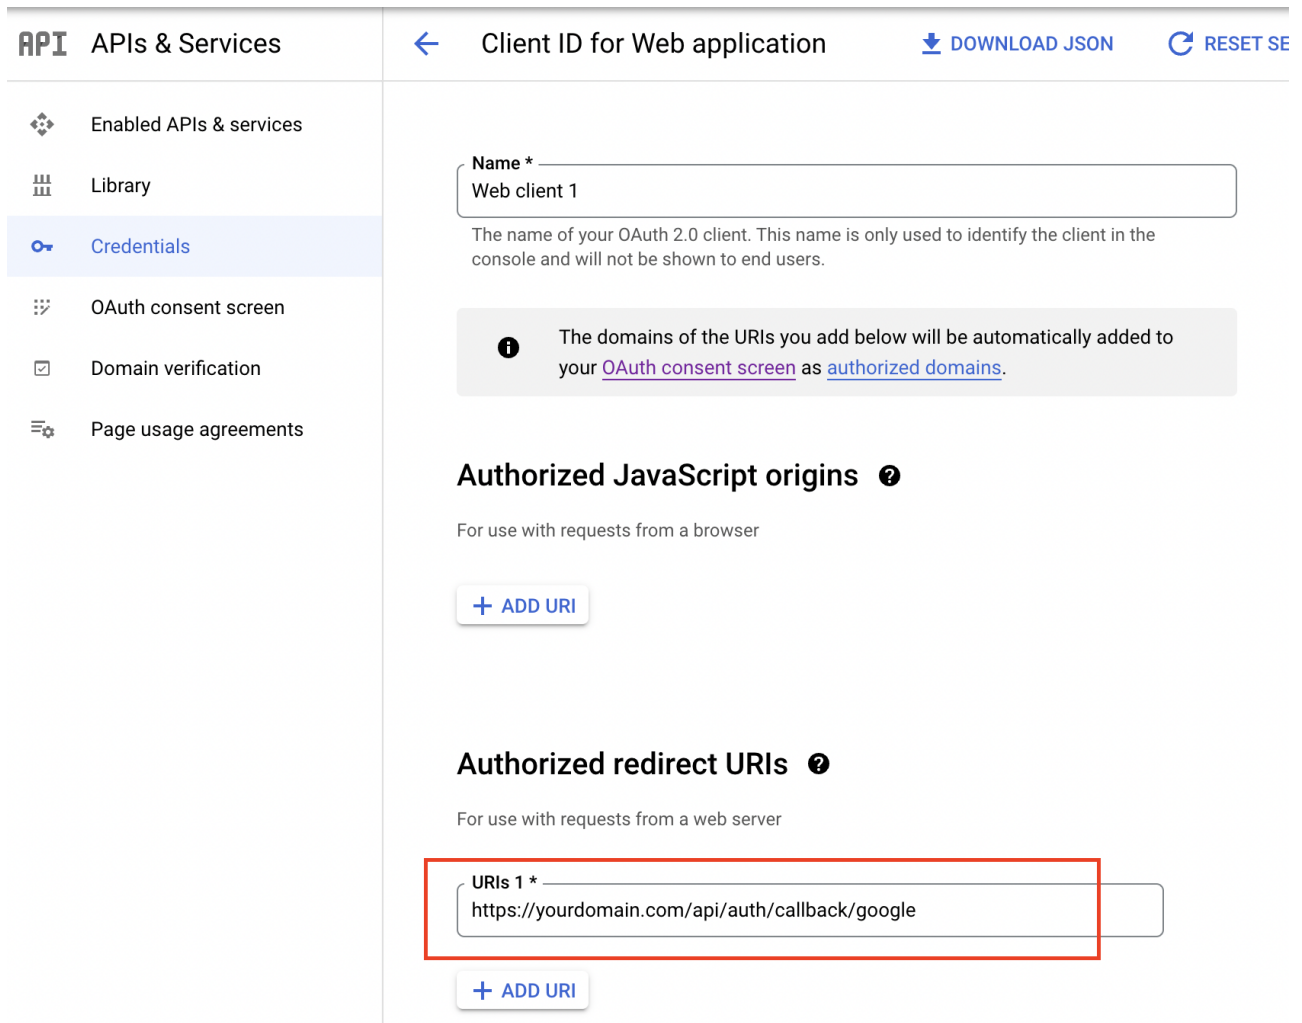 API APIs & Services
Client ID for Web application
DOWNLOAD JSON
RESET SE
Enabled APIs & services
Library
Credentials
OAuth consent screen
Domain verification
Page usage agreements
Name *
Web client 1
The name of your OAuth 2.0 client. This name is only used to identify the client in the
console and will not be shown to end users.
The domains of the URIs you add below will be automatically added to
your OAuth consent screen as authorized domains.
Authorized JavaScript origins
For use with requests from a browser
ADD URI
Authorized redirect URIs
For use with requests from a web server
URIs 1 *
https://yourdomain.com/api/auth/callback/google
ADD URI